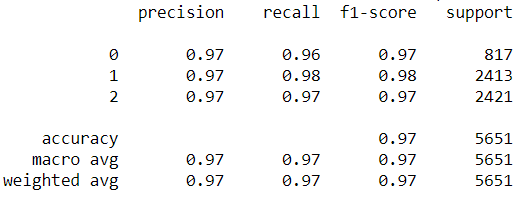 precision recall f1-score support
0 0.97 0.96 0.97 817
1 0.97 0.98 0.98 2413
2 0.97 0.97 0.97 2421
accuracy 0.97 5651
macro avg 0.97 0.97 0.97 5651
weighted avg 0.97 0.97 0.97 5651